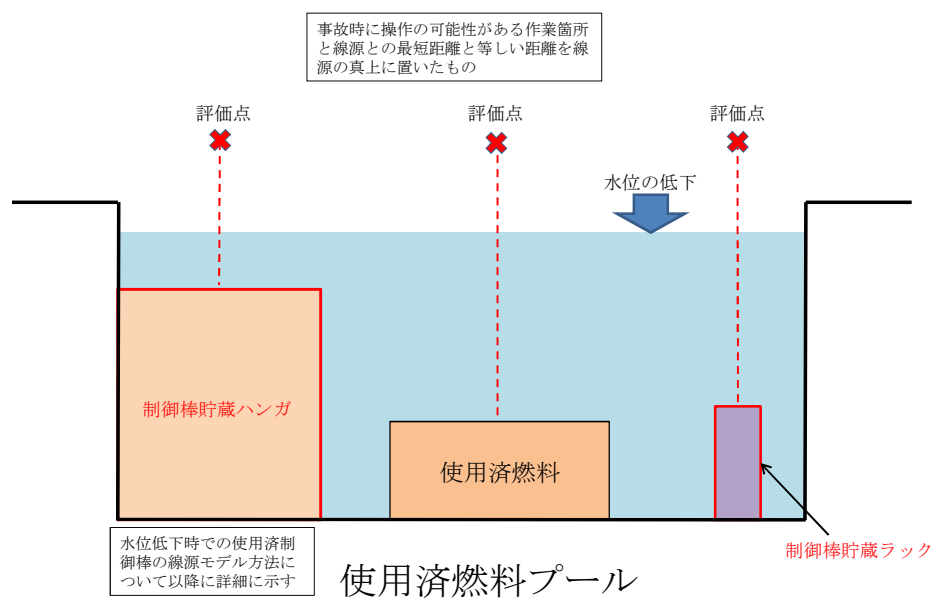 事故時に操作の可能性がある作業箇所
と線源との最短距離と等しい距離を線
源の真上に置いたもの
評価点
評価点
評価点
水位の低下
制御棒貯蔵ハンガ
使用済燃料
制御棒貯蔵ラック
水位低下時での使用済制
御棒の線源モデル方法に
ついて以降に詳細に示す
使用済燃料プール